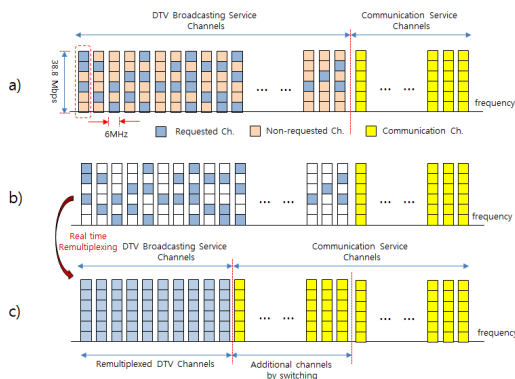 DTV Broadcasting Service
Channels
Communication Service
Channels
a)
38.8 Mbps
... ...
... ...
frequency
6MHz
Requested Ch.
Non-requested Ch.
Communication Ch.
b)
... ...
... ...
frequency
Real time
Remultiplexing
DTV Broadcasting Service
Channels
Communication Service
Channels
c)
... ...
... ...
frequency
Remultiplexed DTV Channels
Additional channels
by switching